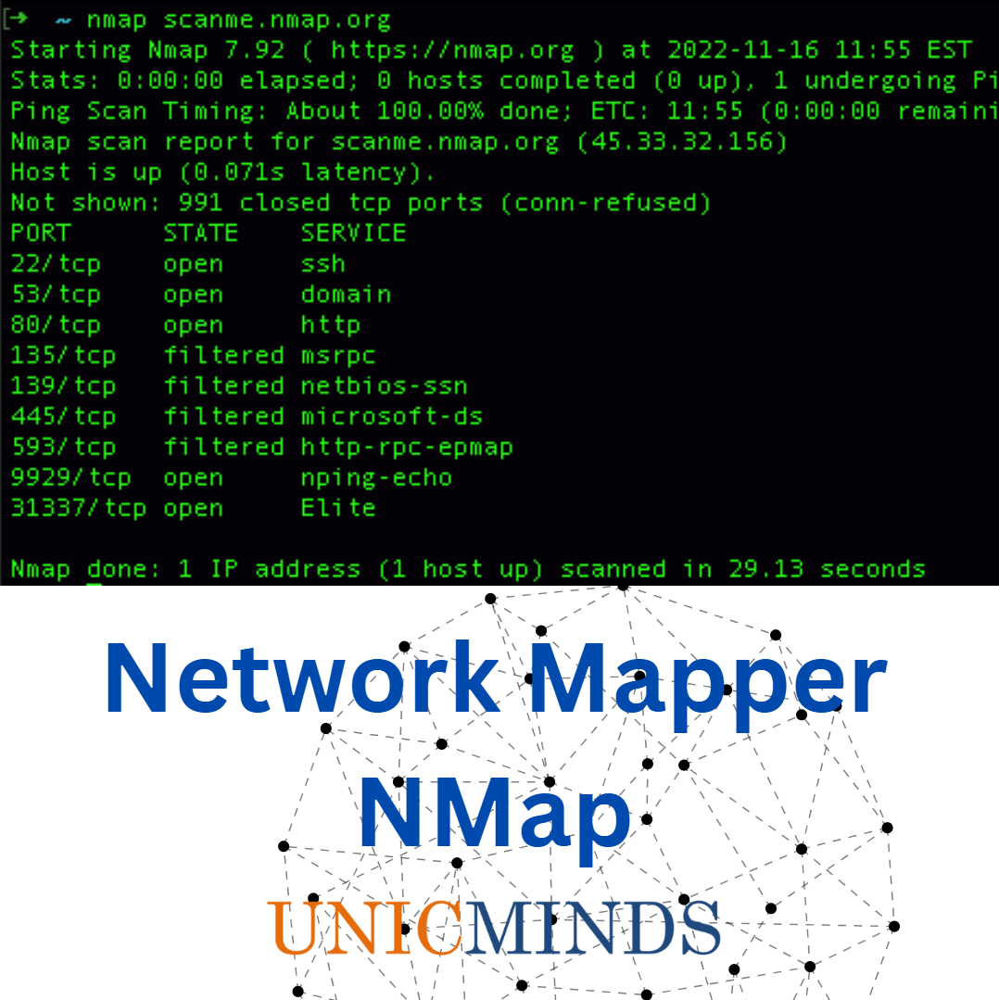 [→ ~ nmap scanme.nmap.org
Starting Nmap 7.92 ( https://nmap.org ) at 2022-11-16 11:55 EST
Stats: 0:00:00 elapsed; 0 hosts completed (0 up), 1 undergoing Pi
Ping Scan Timing: About 100.00% done; ETC: 11:55 (0:00:00 remaini
Nmap scan report for scanme.nmap.org (45.33.32.156)
Host is up (0.071s latency).
Not shown: 991 closed tcp ports (conn-refused)
PORT STATE SERVICE
22/tcp open ssh
53/tcp open domain
80/tcp open http
135/tcp filtered msrpc
139/tcp filtered netbios-ssn
445/tcp filtered microsoft-ds
593/tcp filtered http-rpc-epmap
9929/tcp open nping-echo
31337/tcp open Elite
Nmap done: 1 IP address (1 host up) scanned in 29.13 seconds
Network Mapper
NMap
UNICMINDS